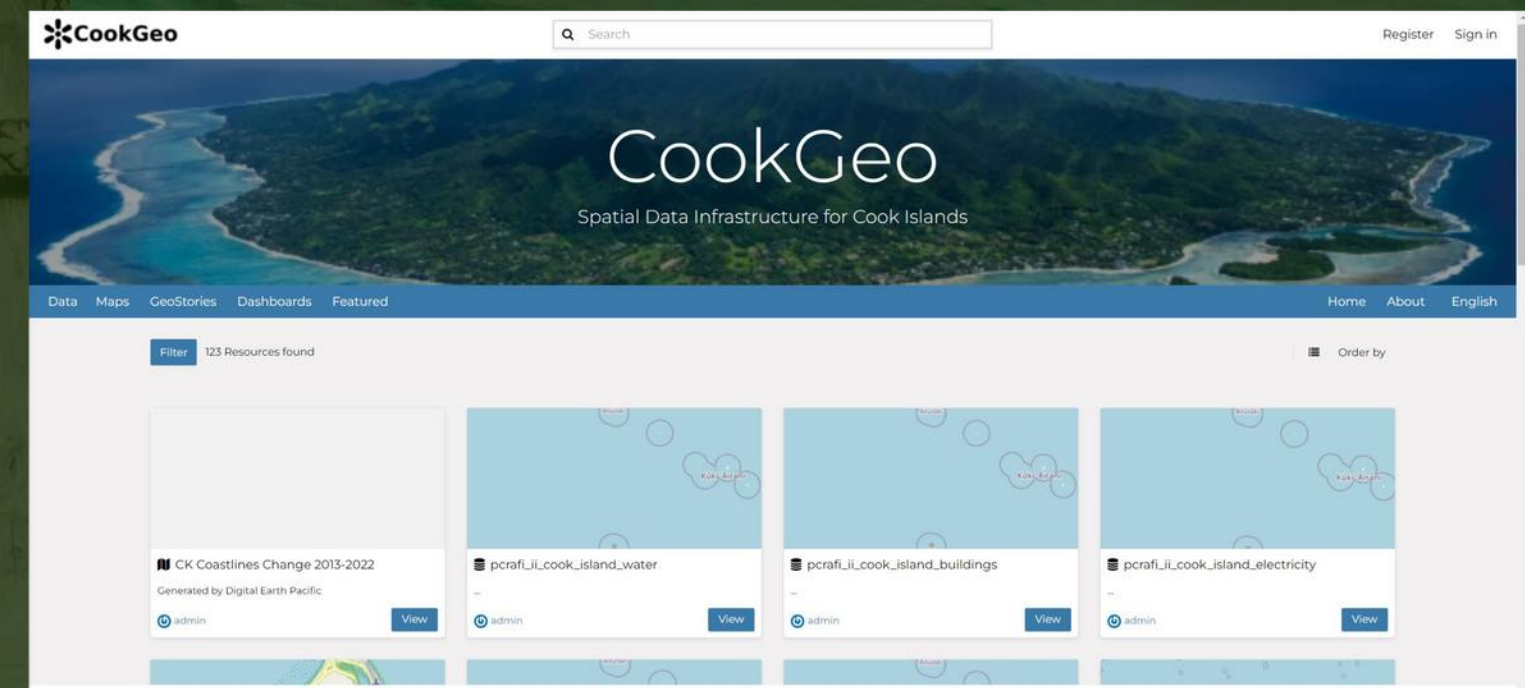 CookGeo
Search
Register Sign in
CookGeo
Spatial Data Infrastructure for Cook Islands
Data Maps GeoStories Dashboards Featured Home About English
Filter 123 Resources found Order by
CK Coastlines Change 2013-2022
Generated by Digital Earth Pacific
admin View
pcrafi_ii_cook_island_water
...
admin View
pcrafi_ii_cook_island_buildings
...
admin View
pcrafi_ii_cook_island_electricity
...
admin View